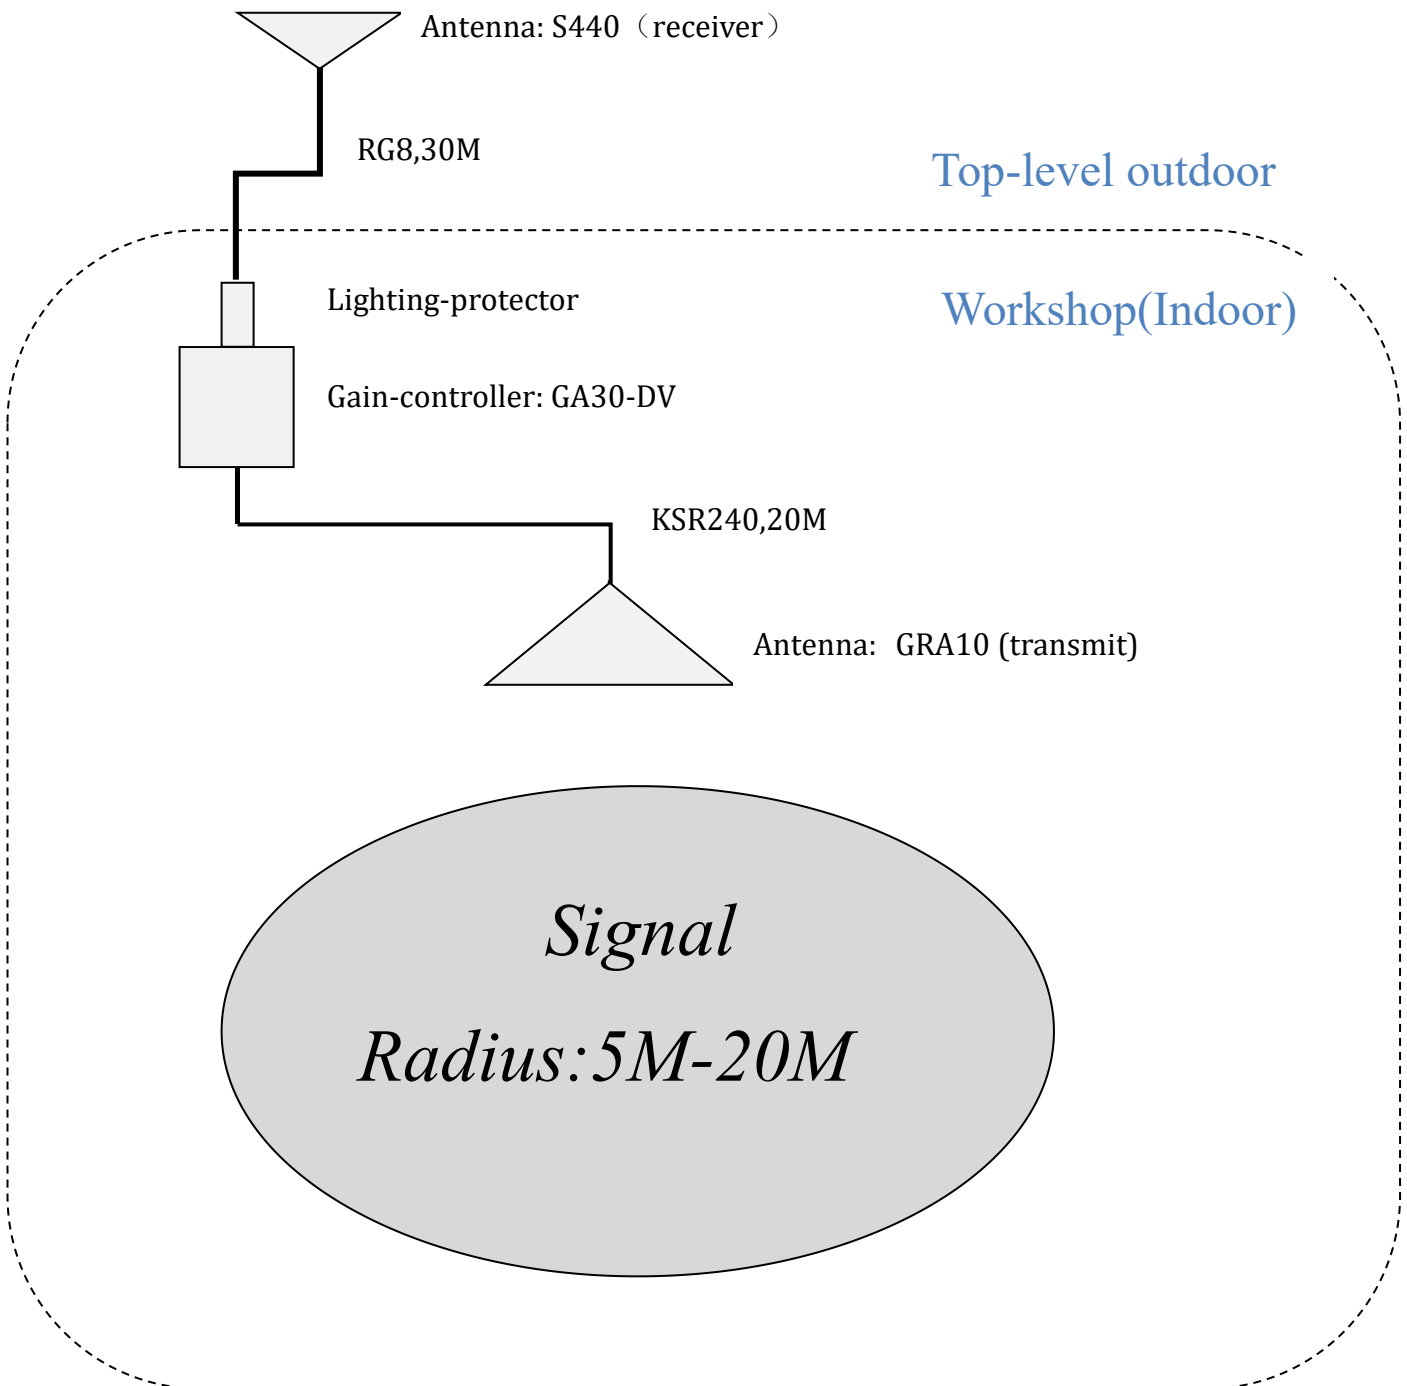 Antenna: S440（receiver）
RG8,30M
Top-level outdoor
Lighting-protector
Workshop(Indoor)
Gain-controller: GA30-DV
KSR240,20M
Antenna: GRA10 (transmit)
Signal
Radius:5M-20M